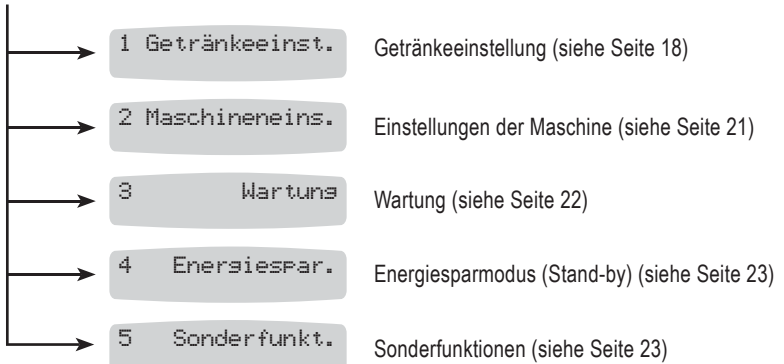 1 Getränkeeinst. Getränkeeinstellung (siehe Seite 18)
2 Maschineneins. Einstellungen der Maschine (siehe Seite 21)
3 Wartung Wartung (siehe Seite 22)
4 Energiespar. Energiesparmodus (Stand-by) (siehe Seite 23)
5 Sonderfunkt. Sonderfunktionen (siehe Seite 23)